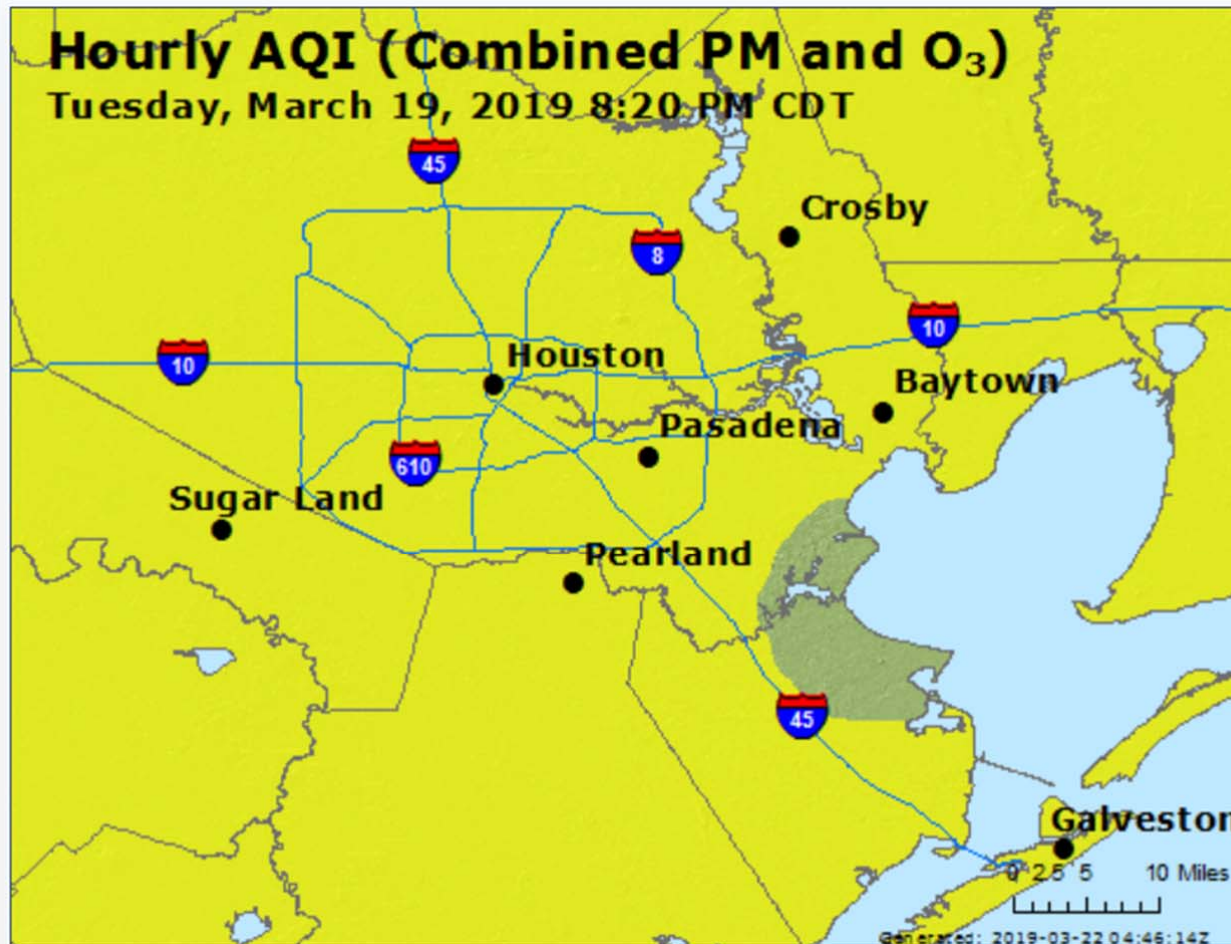 Hourly AQI (Combined PM and O₃)
Tuesday, March 19, 2019 8:20 PM CDT
45
Crosby
8
10
Houston
10
Baytown
Pasadena
610
Sugar Land
Pearland
45
Galveston
0 2.5 5 10 Miles
Generated: 2019-03-22 04:46:14Z